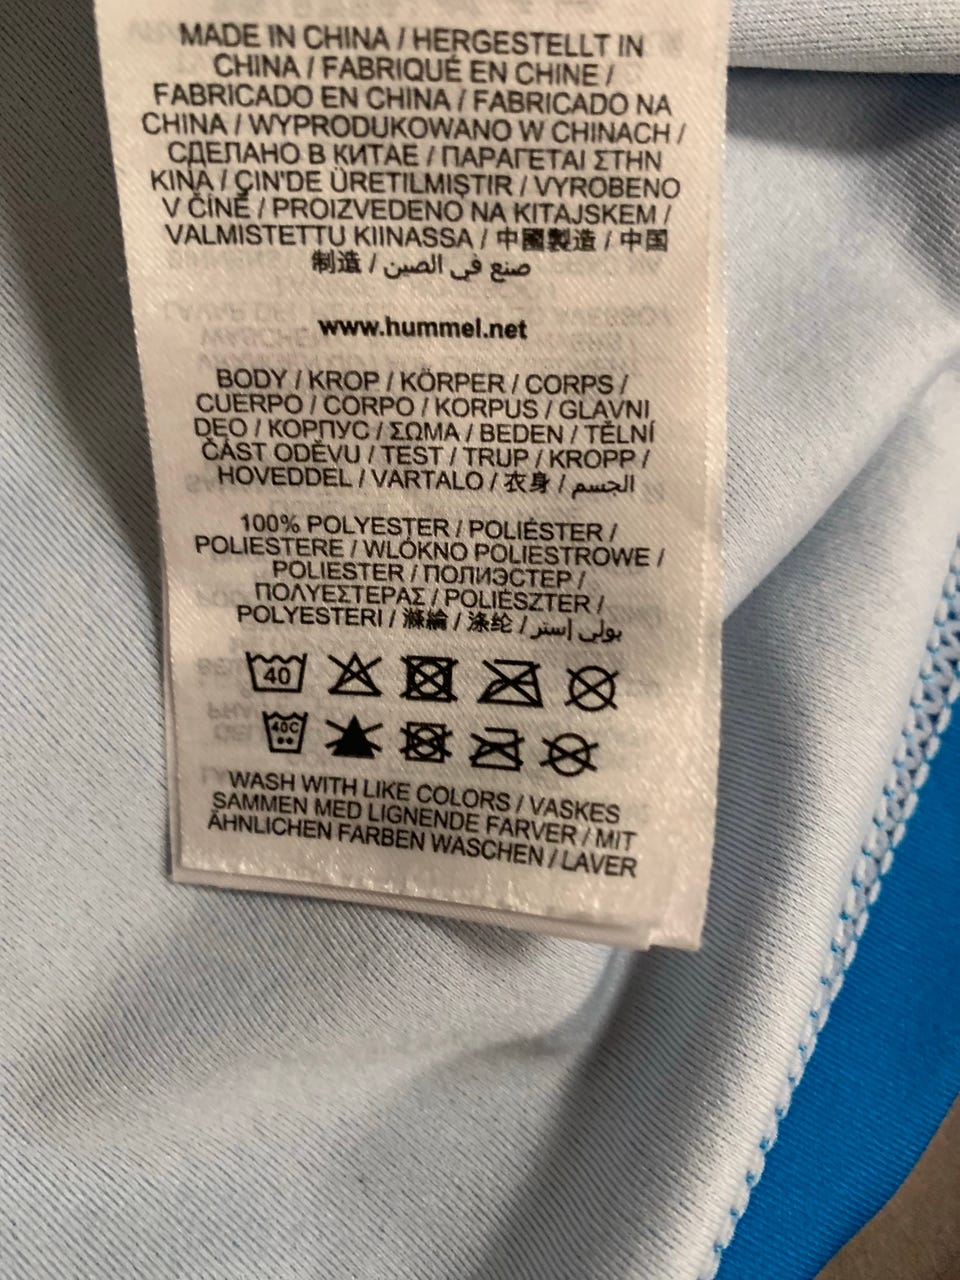 MADE IN CHINA / HERGESTELLT IN
CHINA / FABRIQUÉ EN CHINE /
FABRICADO EN CHINA / FABRICADO NA
CHINA / WYPRODUKOWANO W CHINACH /
СДЕЛАНО В КИТАЕ / ΠΑΡΑΓΕΤΑΙ ΣΤΗΝ
ΚΙΝΑ / ÇIN'DE ÜRETILMIŞTIR / VYROBENO
V ČÍNĚ / PROIZVEDENO NA KITAJSKEM /
VALMISTETTU KIINASSA / 中國製造 / 中国
制造 / صنع في الصين
www.hummel.net
BODY / KROP / KÖRPER / CORPS /
CUERPO / CORPO / KORPUS / GLAVNI
DEO / КОРПУС / ΣΩΜΑ / BEDEN / TĚLNÍ
ČÁST ODĚVU / TEST / TRUP / KROPP /
HOVEDDEL / VARTALO / 衣身 / الجسم
100% POLYESTER / POLIÉSTER /
POLIESTERE / WLÓKNO POLIESTROWE /
POLIESTER / ПОЛИЭСТЕР /
ΠΟΛΥΕΣΤΕΡΑΣ / POLIÉSZTER /
POLYESTERI / 滌綸 / 涤纶 / بولي إستر
40
40C
WASH WITH LIKE COLORS / VASKES
SAMMEN MED LIGNENDE FARVER / MIT
ÄHNLICHEN FARBEN WASCHEN / LAVER